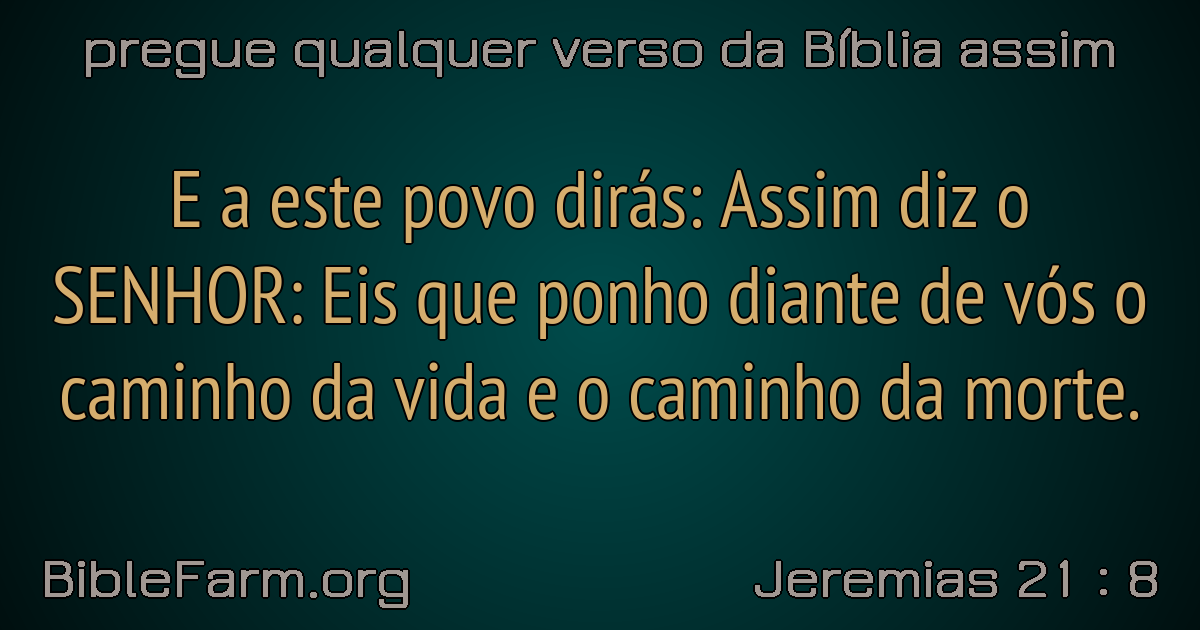 pregue qualquer verso da Bíblia assim
E a este povo dirás: Assim diz o
SENHOR: Eis que ponho diante de vós o
caminho da vida e o caminho da morte.
BibleFarm.org
Jeremias 21 : 8